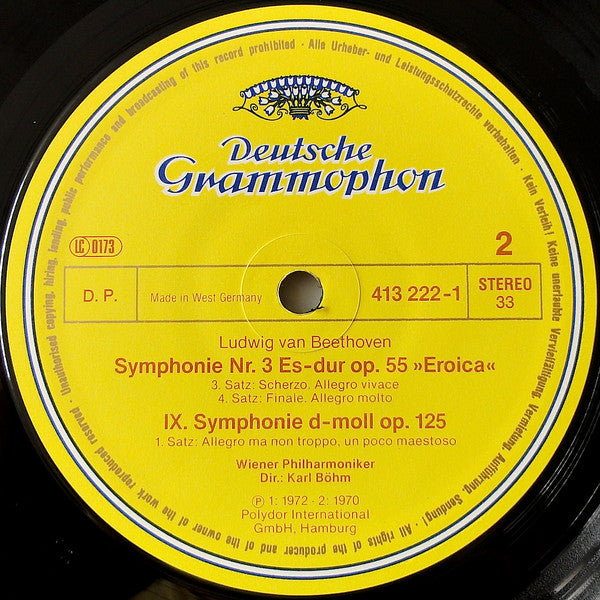 Deutsche
Grammophon
LC 0173
2
D. P.
Made in West Germany
413 222-1
STEREO
33
Ludwig van Beethoven
Symphonie Nr. 3 Es-dur op. 55 »Eroica«
3. Satz: Scherzo. Allegro vivace
4. Satz: Finale. Allegro molto
IX. Symphonie d-moll op. 125
1. Satz: Allegro ma non troppo, un poco maestoso
Wiener Philharmoniker
Dir.: Karl Böhm
Ⓟ 1: 1972 - 2: 1970
Polydor International
GmbH, Hamburg
Alle Urheber- und Leistungsschutzrechte vorbehalten · Kein Verleih! Keine unerlaubte Vervielfältigung, Vermietung, Aufführung, Sendung! · All rights of the producer and of the owner of the work reproduced reserved · Unauthorised copying, hiring, lending, public performance and broadcasting of this record prohibited ·